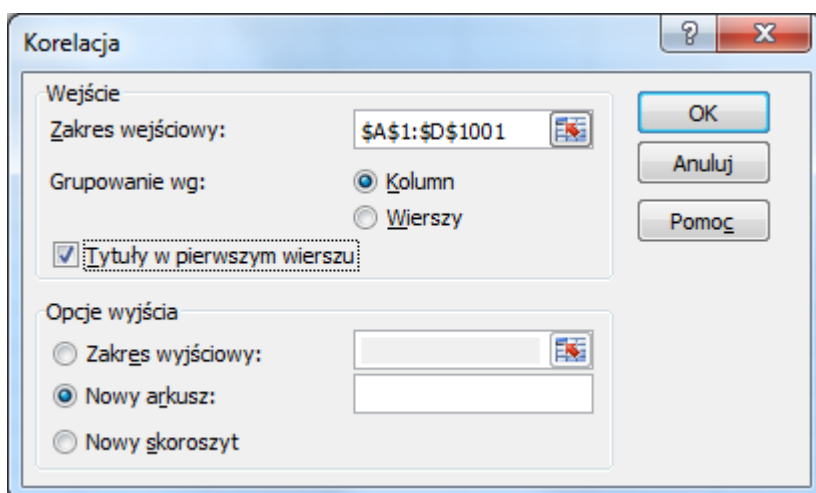 Korelacja
Wejście
Zakres wejściowy: $A$1:$D$1001
Grupowanie wg: Kolumn
Wierszy
Tytuły w pierwszym wierszu
Opcje wyjścia
Zakres wyjściowy:
Nowy arkusz:
Nowy skoroszyt
OK
Anuluj
Pomoc